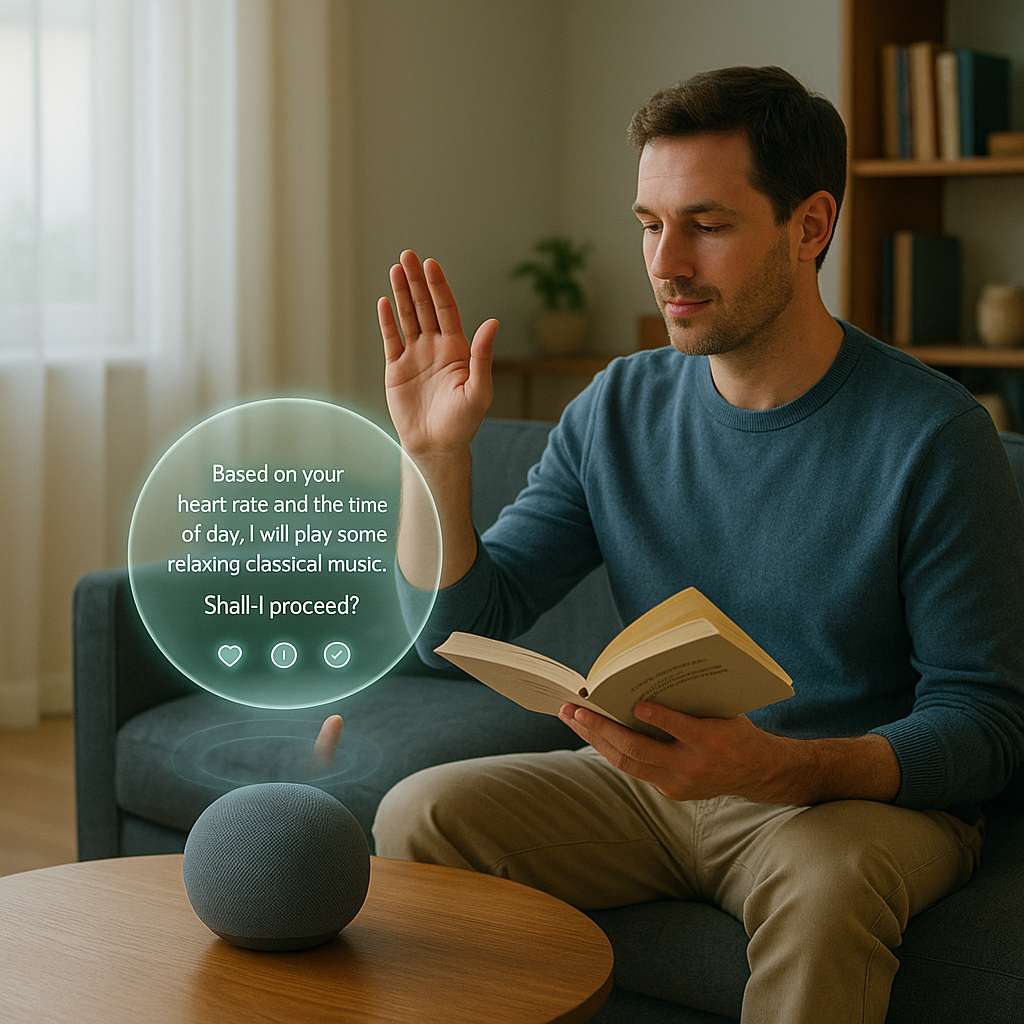 Based on your
heart rate and the time
of day, I will play some
relaxing classical music.
Shall-I proceed?